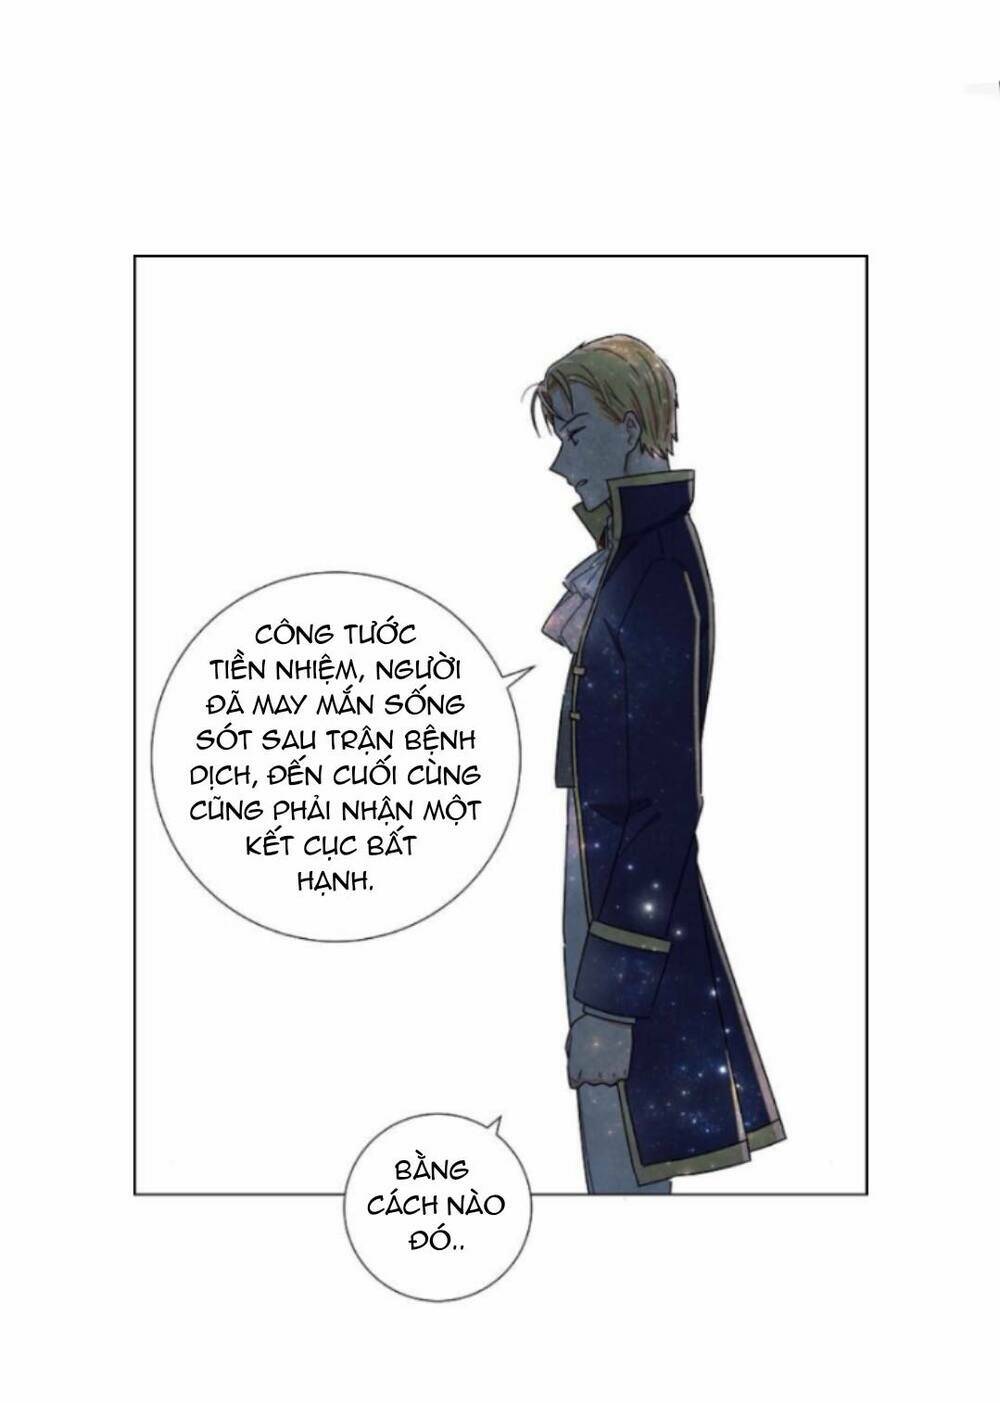 CÔNG TƯỚC
TIỀN NHIỆM, NGƯỜI
ĐÃ MAY MẮN SỐNG
SÓT SAU TRẬN BỆNH
DỊCH, ĐẾN CUỐI CÙNG
CŨNG PHẢI NHẬN MỘT
KẾT CỤC BẤT
HẠNH.
BẰNG
CÁCH NÀO
ĐÓ..